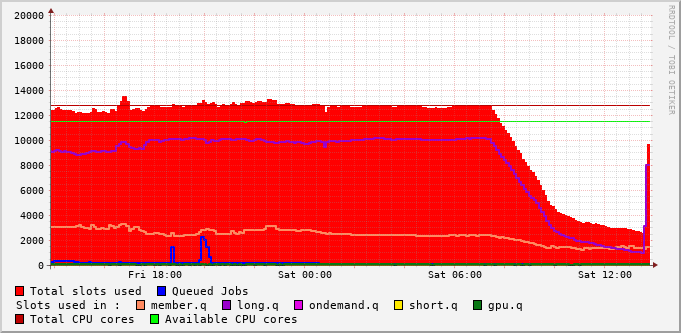 20000
18000
16000
14000
12000
10000
8000
6000
4000
2000
0
Fri 18:00 Sat 00:00 Sat 06:00 Sat 12:00
Total slots used Queued Jobs
Slots used in : member.q long.q ondemand.q short.q gpu.q
Total CPU cores Available CPU cores
RRDTOOL / TOBI OETIKER